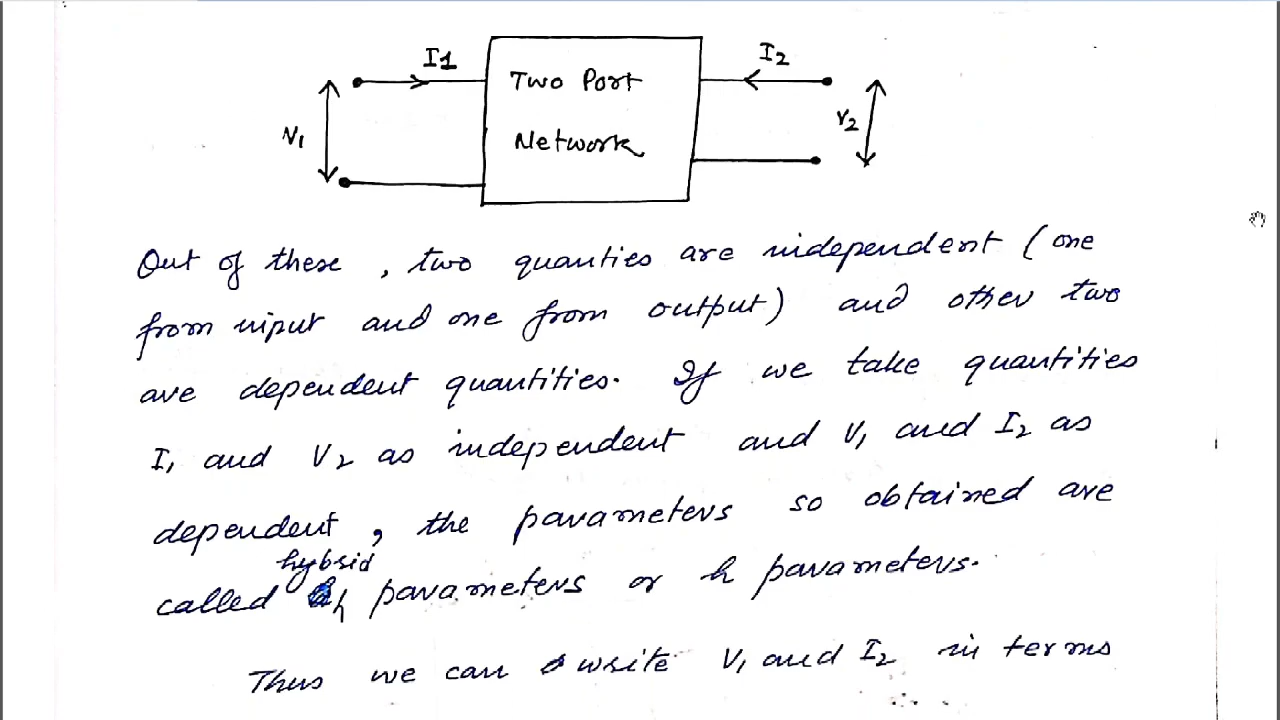 I1
I2
Two Port
V1
V2
Network
Out of these , two quanties are independent (one
from input and one from output) and other two
are dependent quantities. If we take quantities
I1 and V2 as independent and V1 and I2 as
dependent , the parameters so obtained are
hybrid
called h parameters or h parameters.
Thus we can write V1 and I2 in terms